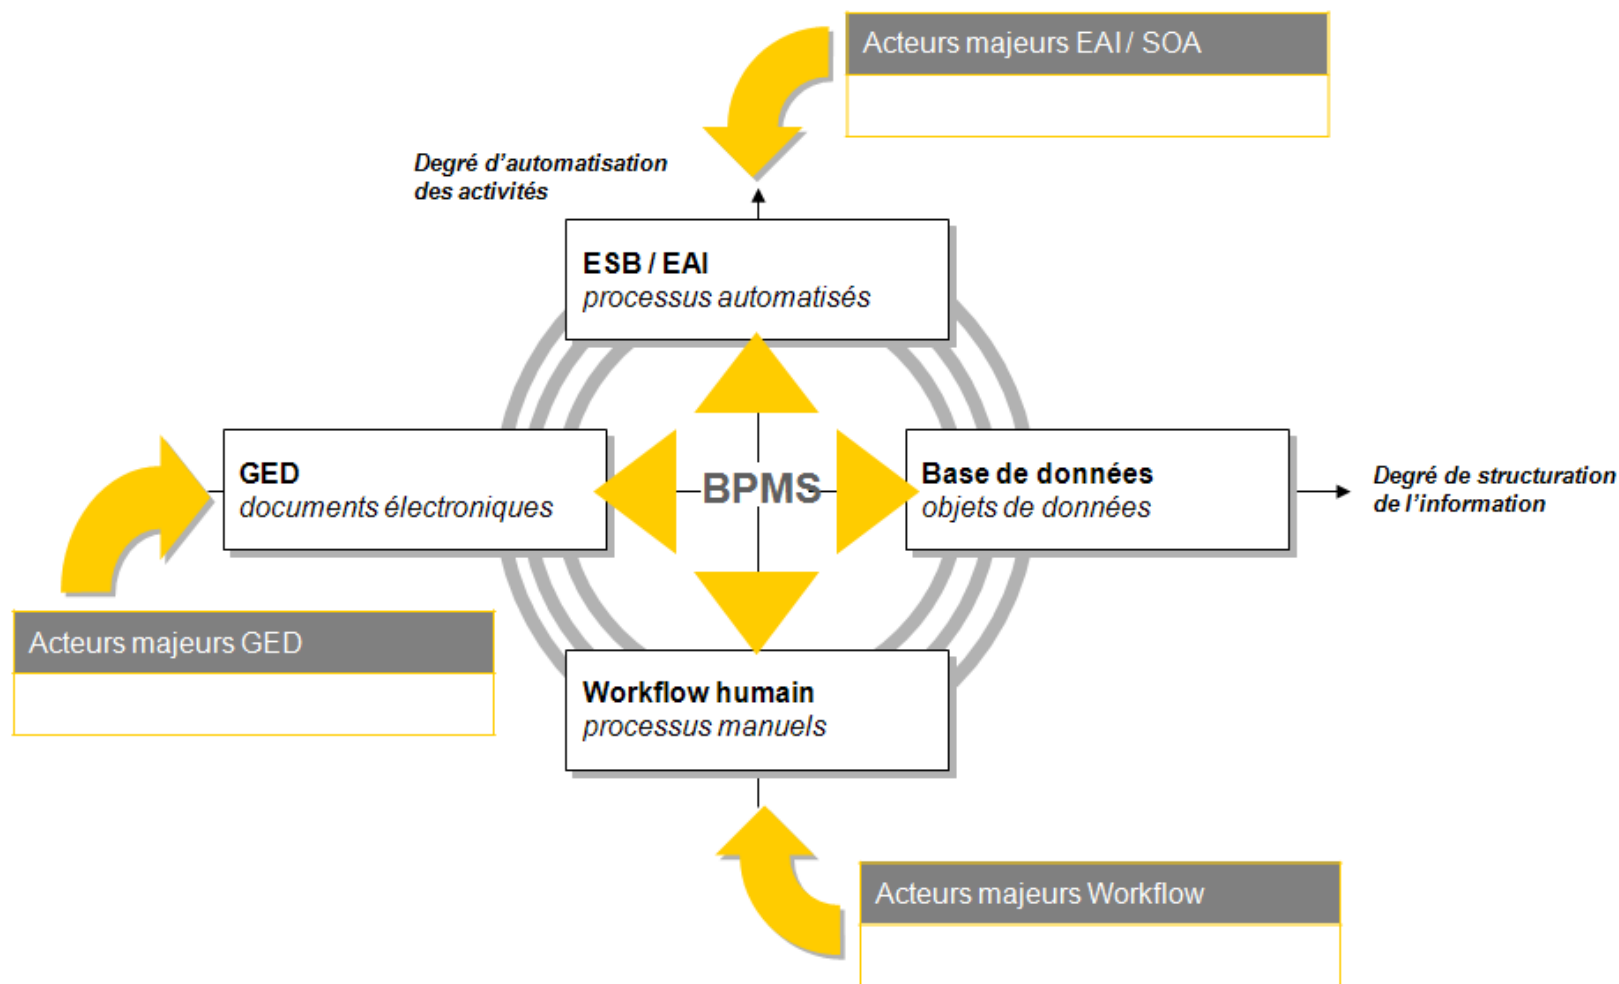 Acteurs majeurs EAI / SOA
Degré d'automatisation
des activités
ESB / EAI
processus automatisés
GED
documents électroniques
BPMS
Base de données
objets de données
Degré de structuration
de l'information
Acteurs majeurs GED
Workflow humain
processus manuels
Acteurs majeurs Workflow